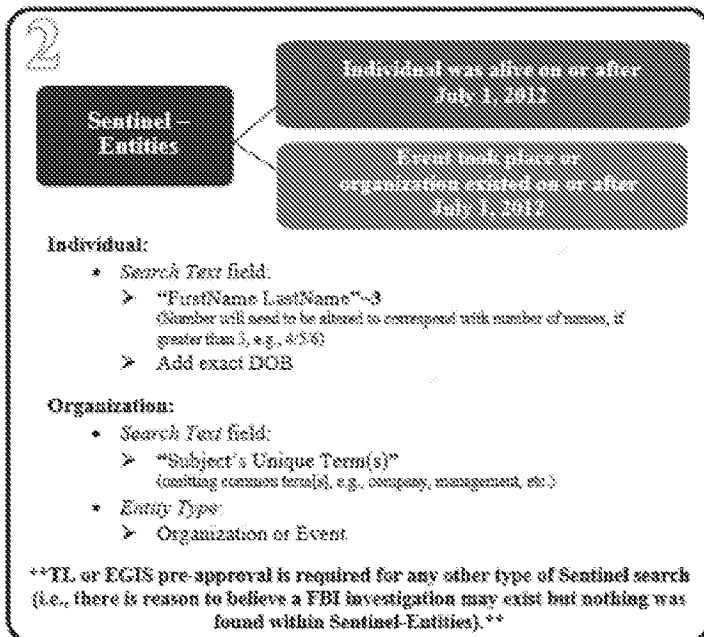 2
Individual was alive on or after
July 1, 2012
Sentinel –
Entities
Event took place or
organization existed on or after
July 1, 2012
Individual:
• Search Text field:
➤ “FirstName LastName”~3
(Number will need to be altered to correspond with number of names, if
greater than 3, e.g., 4/5/6)
➤ Add exact DOB
Organization:
• Search Text field:
➤ “Subject’s Unique Term(s)”
(omitting common term[s], e.g., company, management, etc.)
• Entity Type:
➤ Organization or Event
**TL or EGIS pre-approval is required for any other type of Sentinel search
(i.e., there is reason to believe a FBI investigation may exist but nothing was
found within Sentinel-Entities).**